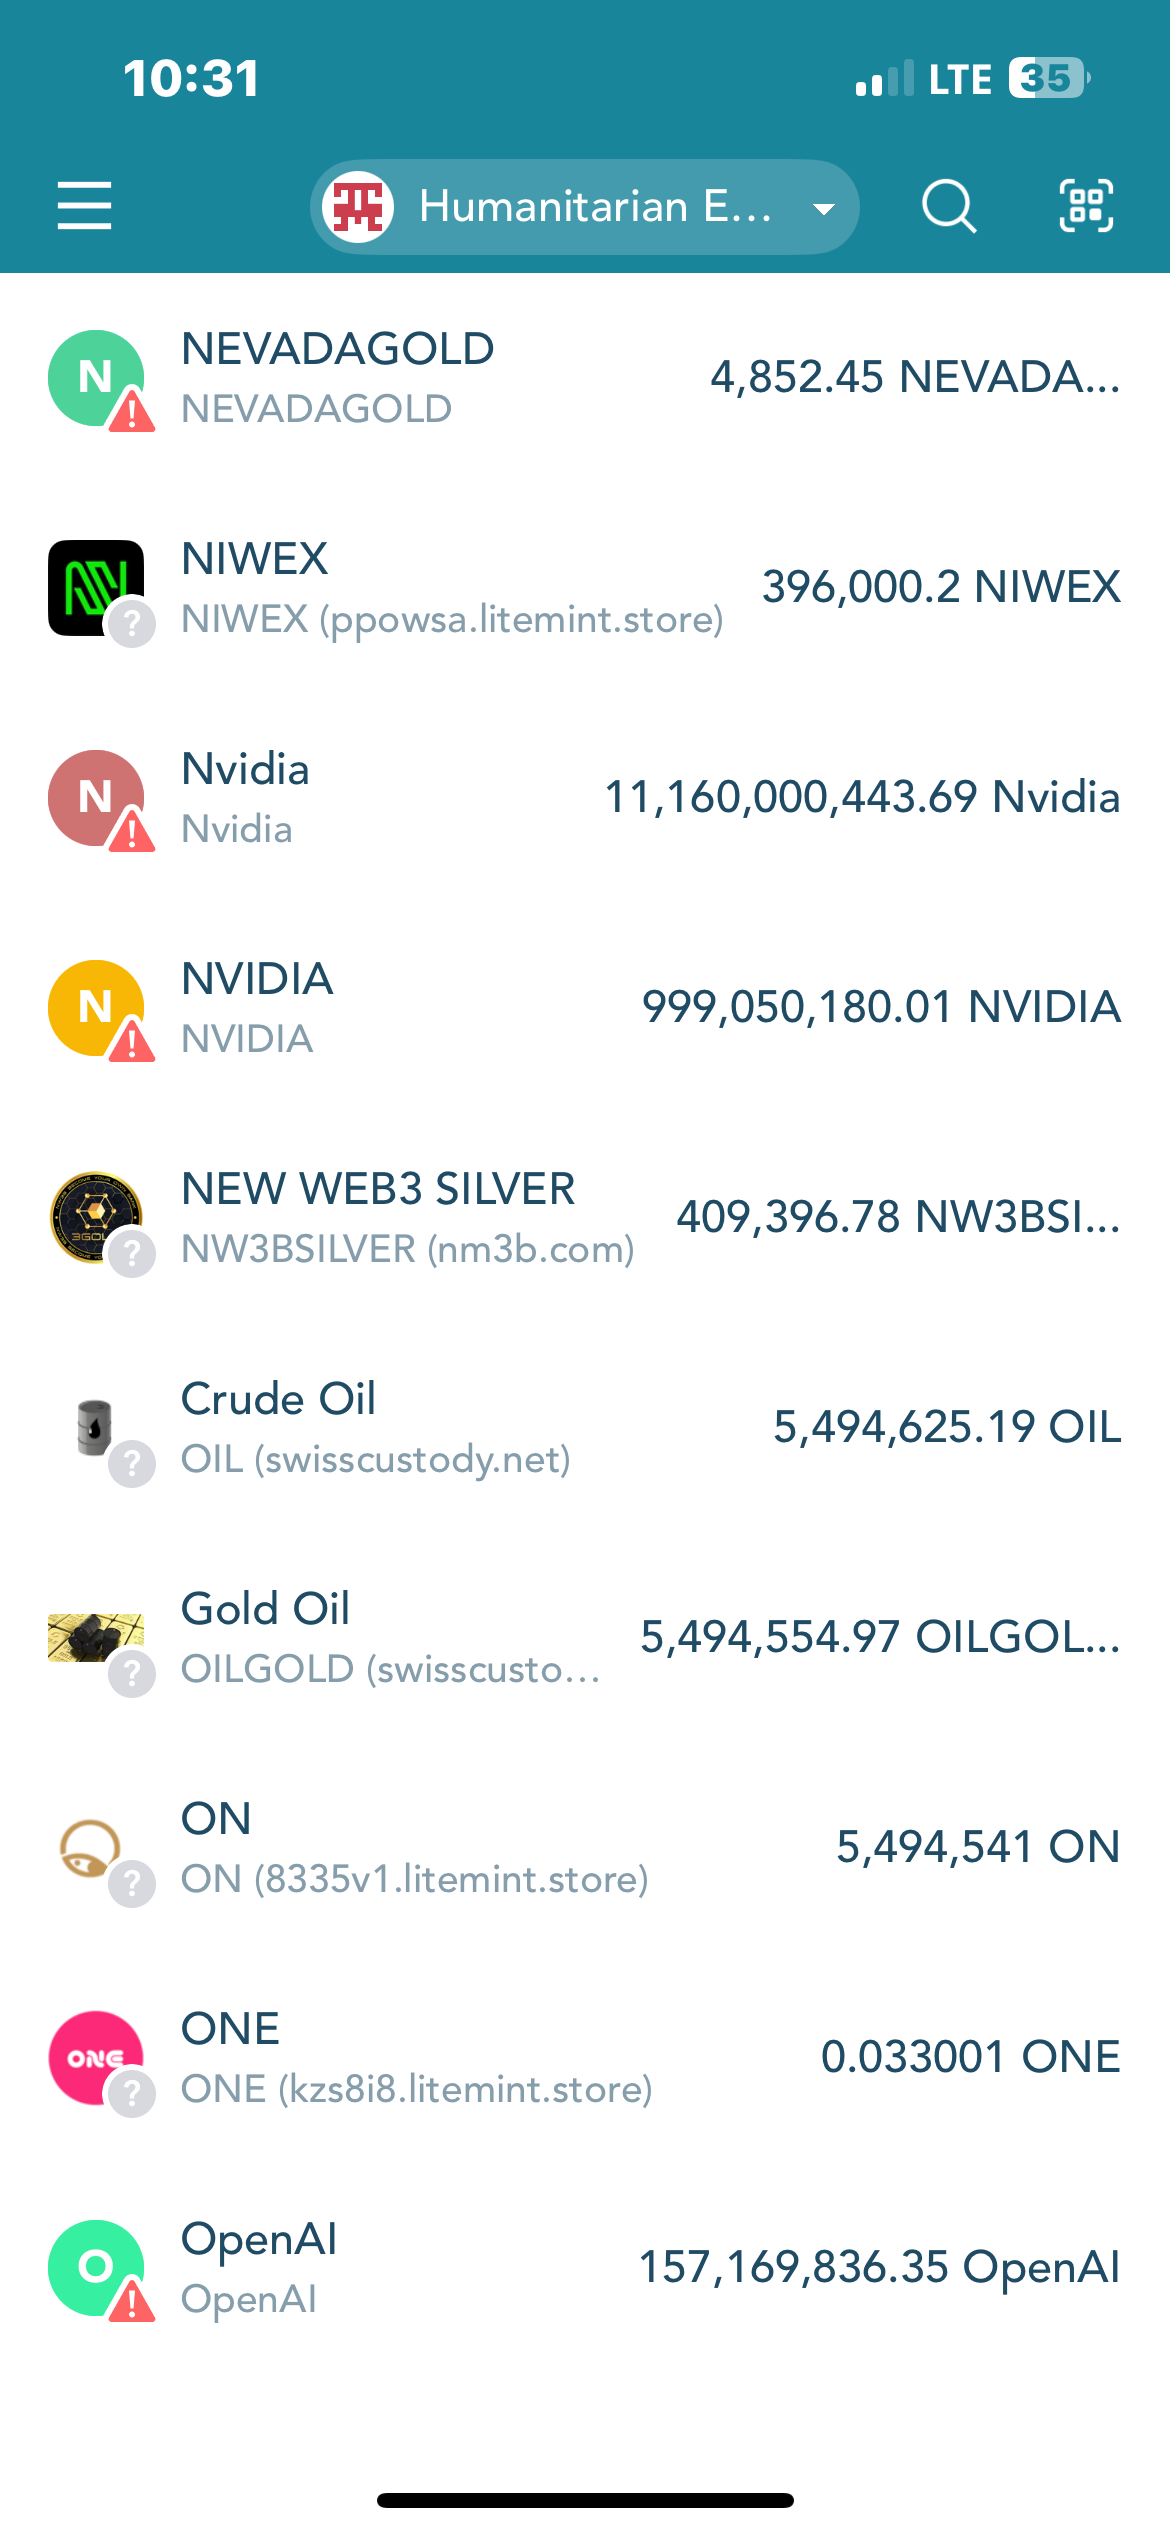 10:31
LTE 35
Humanitarian E...
N NEVADAGOLD
NEVADAGOLD
4,852.45 NEVADA...
NIWEX
NIWEX (ppowsa.litemint.store)
396,000.2 NIWEX
N Nvidia
Nvidia
11,160,000,443.69 Nvidia
N NVIDIA
NVIDIA
999,050,180.01 NVIDIA
NEW WEB3 SILVER
NW3BSILVER (nm3b.com)
409,396.78 NW3BSI...
Crude Oil
OIL (swisscustody.net)
5,494,625.19 OIL
Gold Oil
OILGOLD (swisscusto...
5,494,554.97 OILGOL...
ON
ON (8335v1.litemint.store)
5,494,541 ON
ONE
ONE
ONE (kzs8i8.litemint.store)
0.033001 ONE
O OpenAI
OpenAI
157,169,836.35 OpenAI